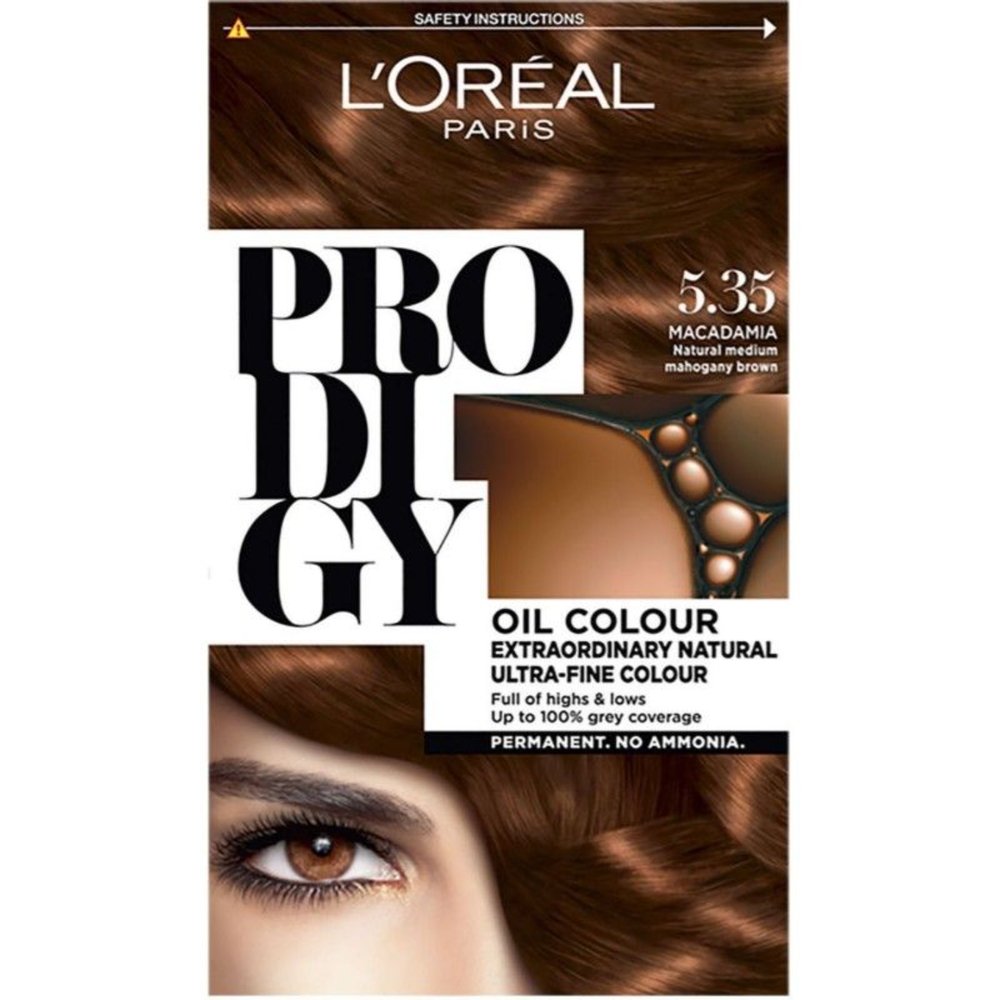 SAFETY INSTRUCTIONS
L'ORÉAL
PARiS
PRO
DI
GY
5.35
MACADAMIA
Natural medium
mahogany brown
OIL COLOUR
EXTRAORDINARY NATURAL
ULTRA-FINE COLOUR
Full of highs & lows
Up to 100% grey coverage
PERMANENT. NO AMMONIA.